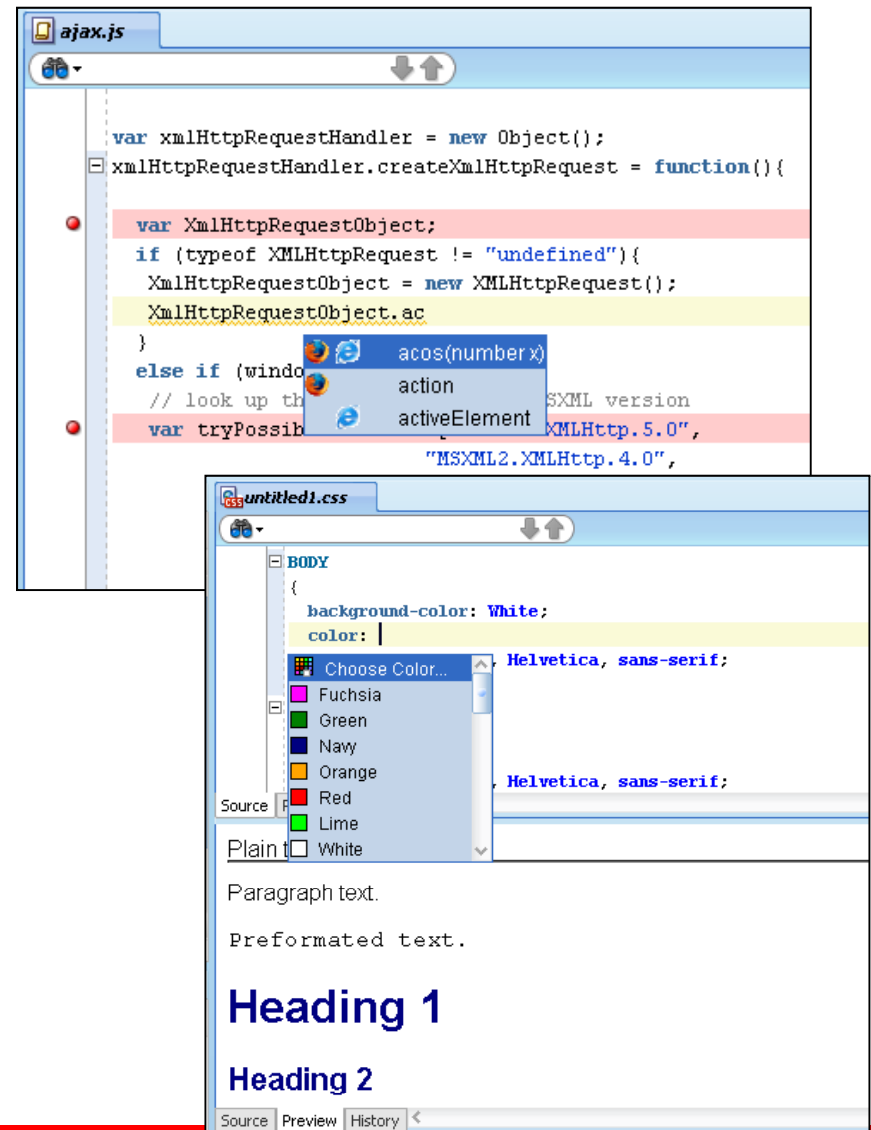 ajax.js
var xmlHttpRequestHandler = new Object();
xmlHttpRequestHandler.createXmlHttpRequest = function(){
var XmlHttpRequestObject;
if (typeof XMLHttpRequest != "undefined"){
XmlHttpRequestObject = new XMLHttpRequest();
XmlHttpRequestObject.ac
}
acos(number x)
else if (windo
action
// look up th SXML version
activeElement
var tryPossib XMLHttp.5.0",
"MSXML2.XMLHttp.4.0",
CSS untitled1.css
BODY
{
background-color: White;
color:
Choose Color...
, Helvetica, sans-serif;
Fuchsia
Green
Navy
Orange
, Helvetica, sans-serif;
Red
Source
Lime
Plain t
White
Paragraph text.
Preformated text.
Heading 1
Heading 2
Source Preview History <